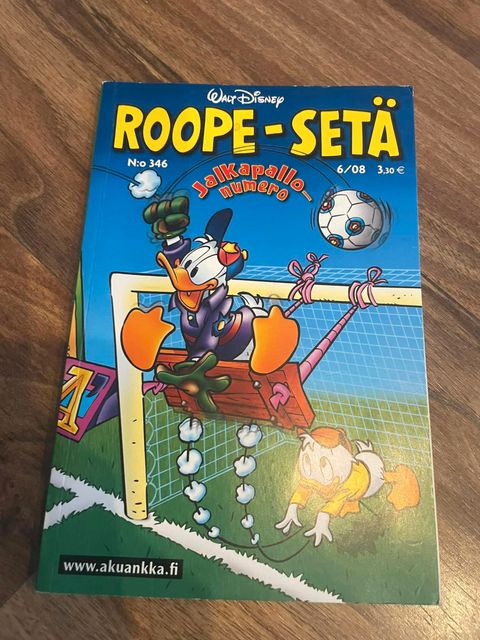 WALT DISNEY
ROOPE-SETÄ
N:o 346
6/08 3,30 €
Jalkapallo-
numero
A
www.akuankka.fi